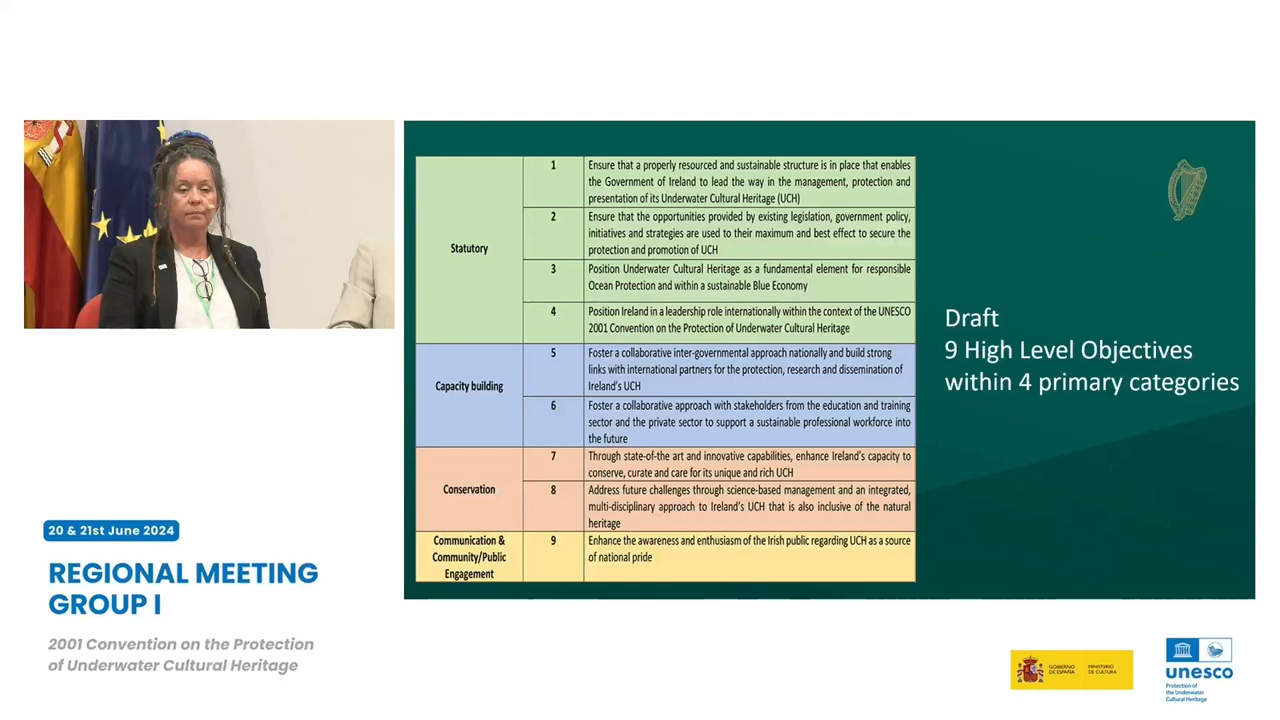 Statutory
1
Ensure that a properly resourced and sustainable structure is in place that enables
the Government of Ireland to lead the way in the management, protection and
presentation of its Underwater Cultural Heritage (UCH)
2
Ensure that the opportunities provided by existing legislation, government policy,
initiatives and strategies are used to their maximum and best effect to secure the
protection and promotion of UCH
3
Position Underwater Cultural Heritage as a fundamental element for responsible
Ocean Protection and within a sustainable Blue Economy
4
Position Ireland in a leadership role internationally within the context of the UNESCO
2001 Convention on the Protection of Underwater Cultural Heritage
Capacity building
5
Foster a collaborative inter-governmental approach nationally and build strong
links with international partners for the protection, research and dissemination of
Ireland's UCH
6
Foster a collaborative approach with stakeholders from the education and training
sector and the private sector to support a sustainable professional workforce into
the future
Conservation
7
Through state-of-the art and innovative capabilities, enhance Ireland's capacity to
conserve, curate and care for its unique and rich UCH
8
Address future challenges through science-based management and an integrated,
multi-disciplinary approach to Ireland's UCH that is also inclusive of the natural
heritage
Communication &
Community/Public
Engagement
9
Enhance the awareness and enthusiasm of the Irish public regarding UCH as a source
of national pride
Draft
9 High Level Objectives
within 4 primary categories
20 & 21st June 2024
REGIONAL MEETING
GROUP I
2001 Convention on the Protection
of Underwater Cultural Heritage
GOBIERNO
DE ESPAÑA
MINISTERIO
DE CULTURA
unesco
Protection of
the Underwater
Cultural Heritage